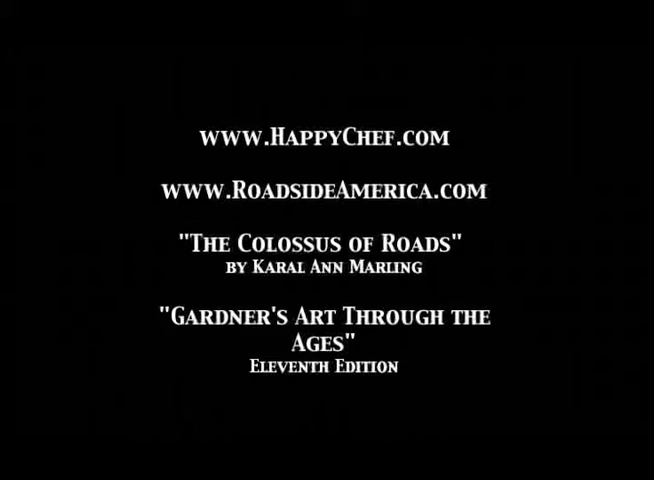 www.HappyChef.com
www.RoadsideAmerica.com
"The Colossus of Roads"
by Karal Ann Marling
"Gardner's Art Through the
Ages"
Eleventh Edition